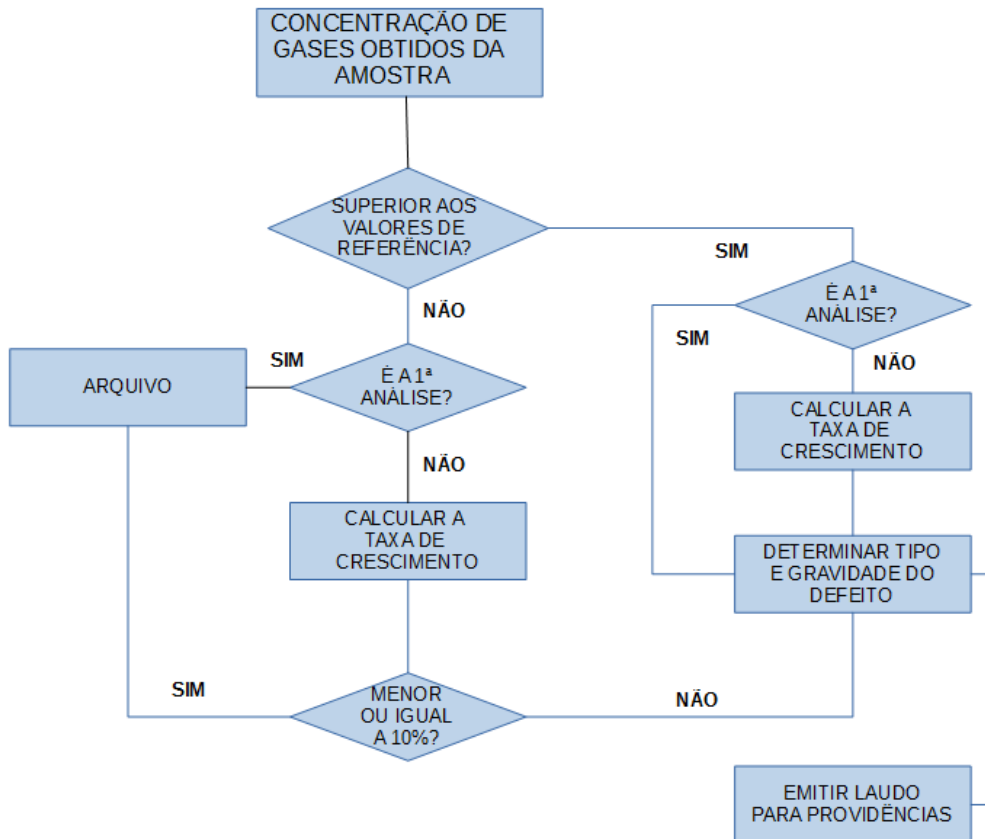 CONCENTRAÇÃO DE
GASES OBTIDOS DA
AMOSTRA
SUPERIOR AOS
VALORES DE
REFERÊNCIA?
SIM
NÃO
É A 1ª
ANÁLISE?
SIM
SIM
É A 1ª
ANÁLISE?
ARQUIVO
NÃO
CALCULAR A
TAXA DE
CRESCIMENTO
NÃO
CALCULAR A
TAXA DE
CRESCIMENTO
DETERMINAR TIPO
E GRAVIDADE DO
DEFEITO
SIM
MENOR
OU IGUAL
A 10%?
NÃO
EMITIR LAUDO
PARA PROVIDÊNCIAS